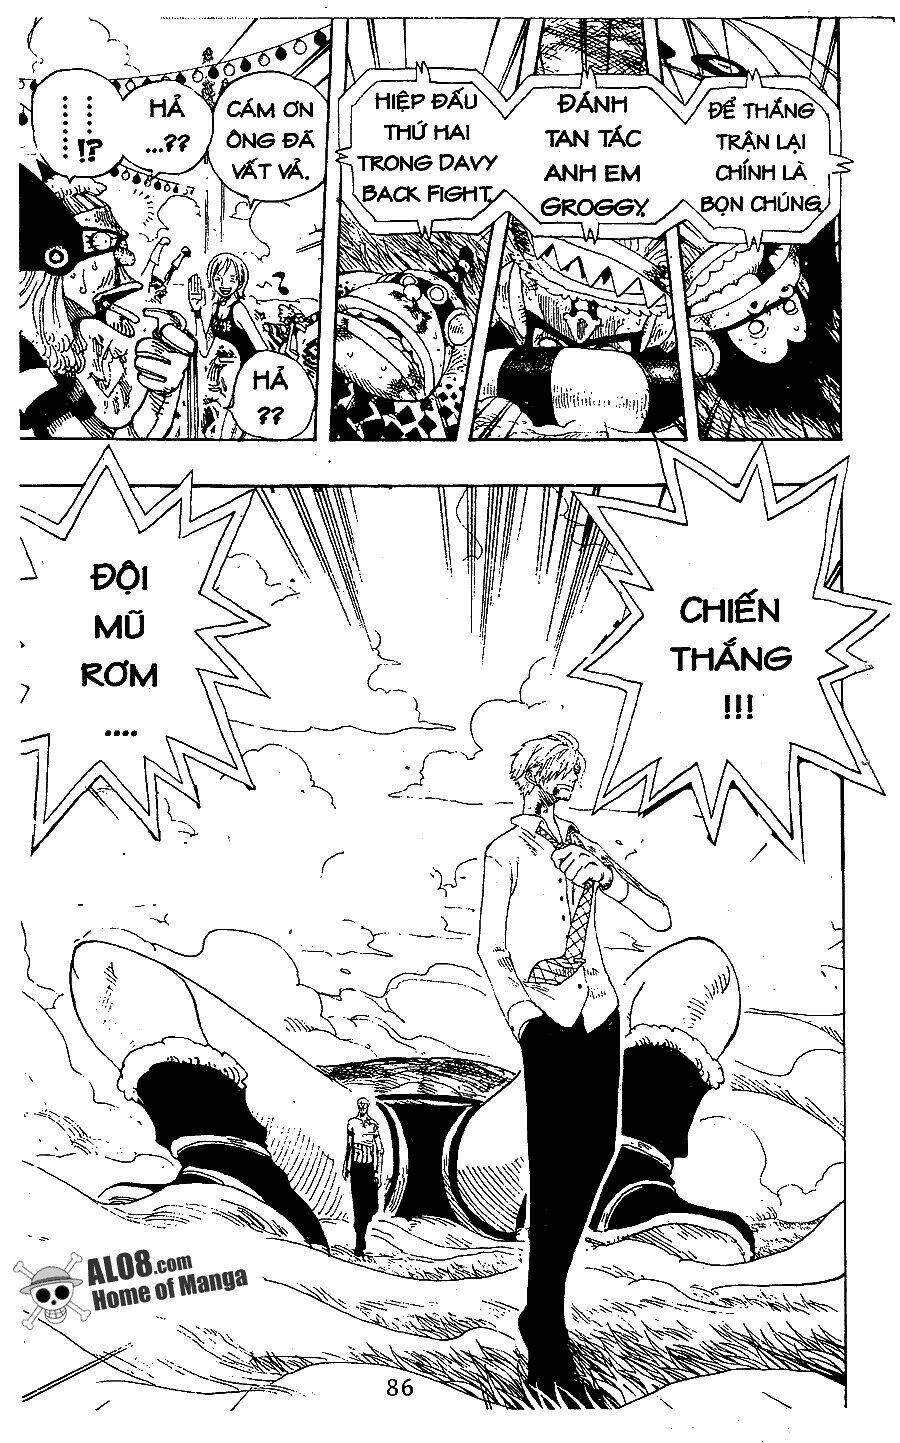 ĐỂ THẮNG
TRẬN LẠI
CHÍNH LÀ
BỌN CHÚNG
ĐÁNH
TAN TÁC
ANH EM
GROGGY.
HIỆP ĐẤU
THỨ HAI
TRONG DAVY
BACK FIGHT.
CÁM ƠN
ÔNG ĐÃ
VẤT VẢ.
HẢ
...??
!?
HẢ
??
CHIẾN
THẮNG
!!!
ĐỘI
MŨ
RƠM
....
AL08.com
Home of Manga
86